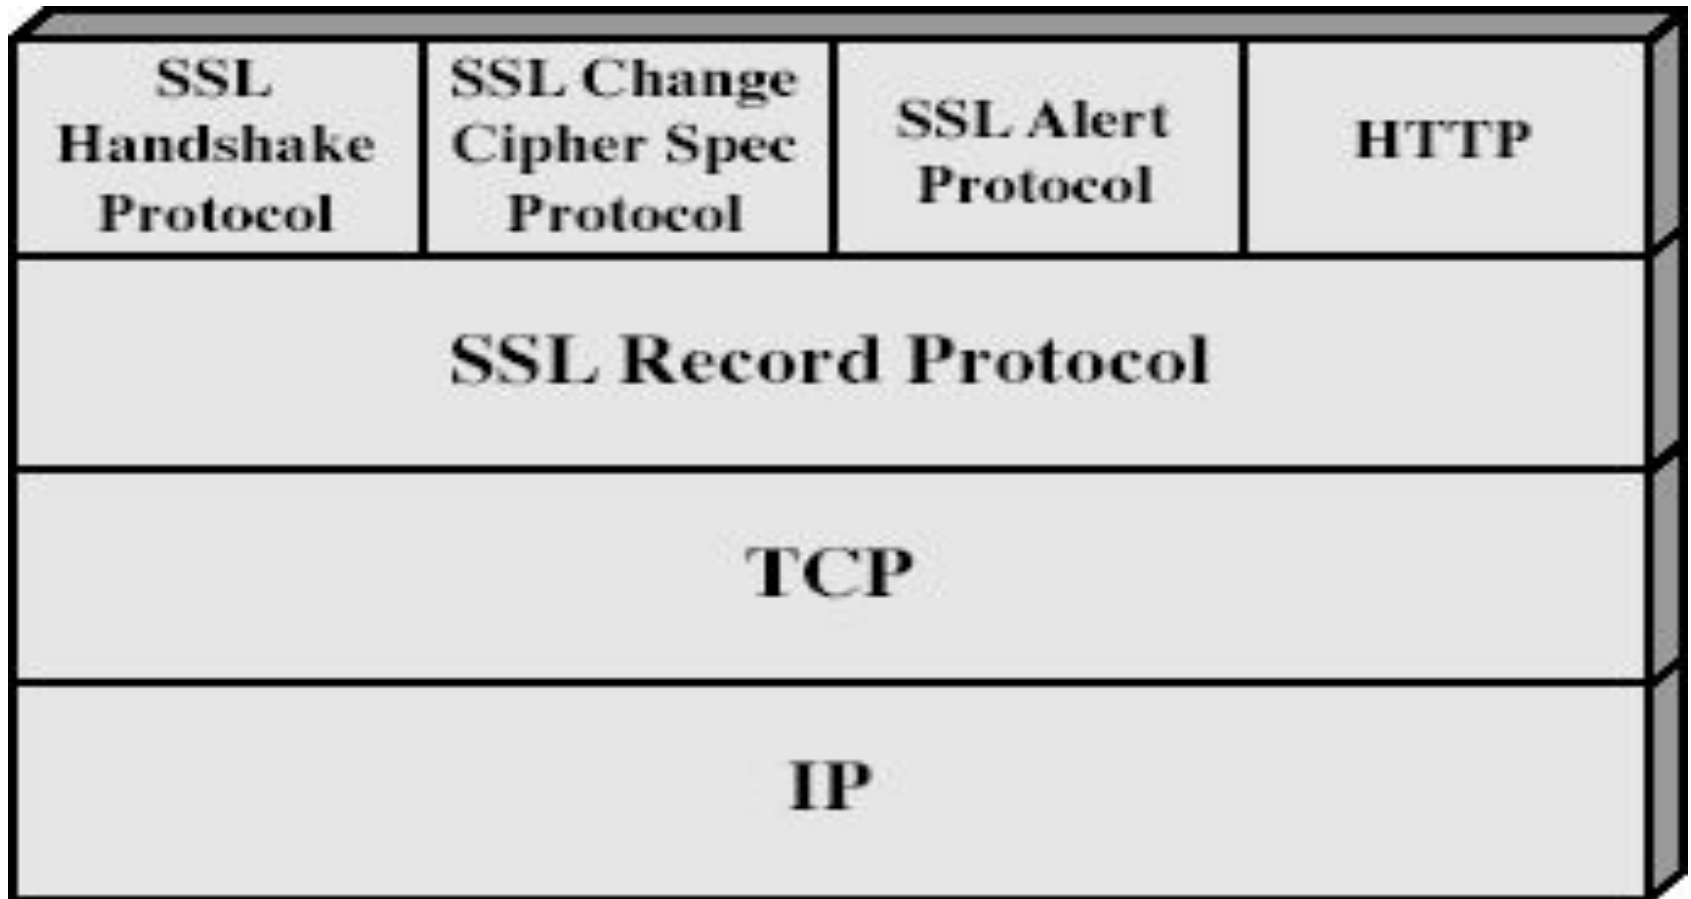 SSL
Handshake
Protocol
SSL Change
Cipher Spec
Protocol
SSL Alert
Protocol
HTTP
SSL Record Protocol
TCP
IP